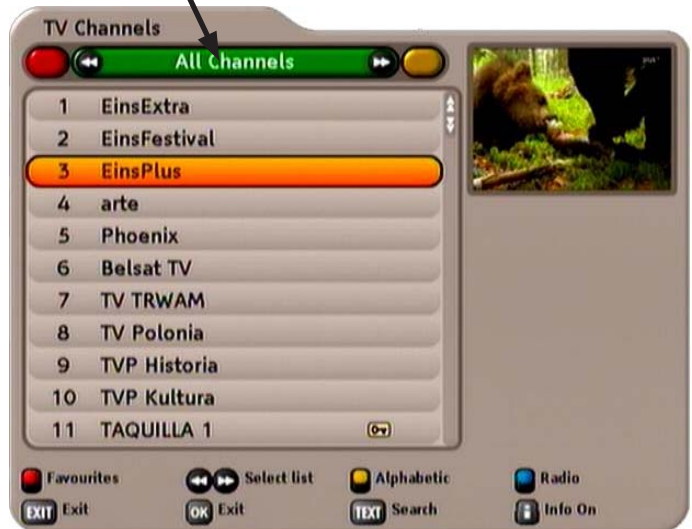 TV Channels
All Channels
1 EinsExtra
2 EinsFestival
3 EinsPlus
4 arte
5 Phoenix
6 Belsat TV
7 TV TRWAM
8 TV Polonia
9 TVP Historia
10 TVP Kultura
11 TAQUILLA 1
Favourites Select list Alphabetic Radio
EXIT Exit OK Exit TEXT Search i Info On